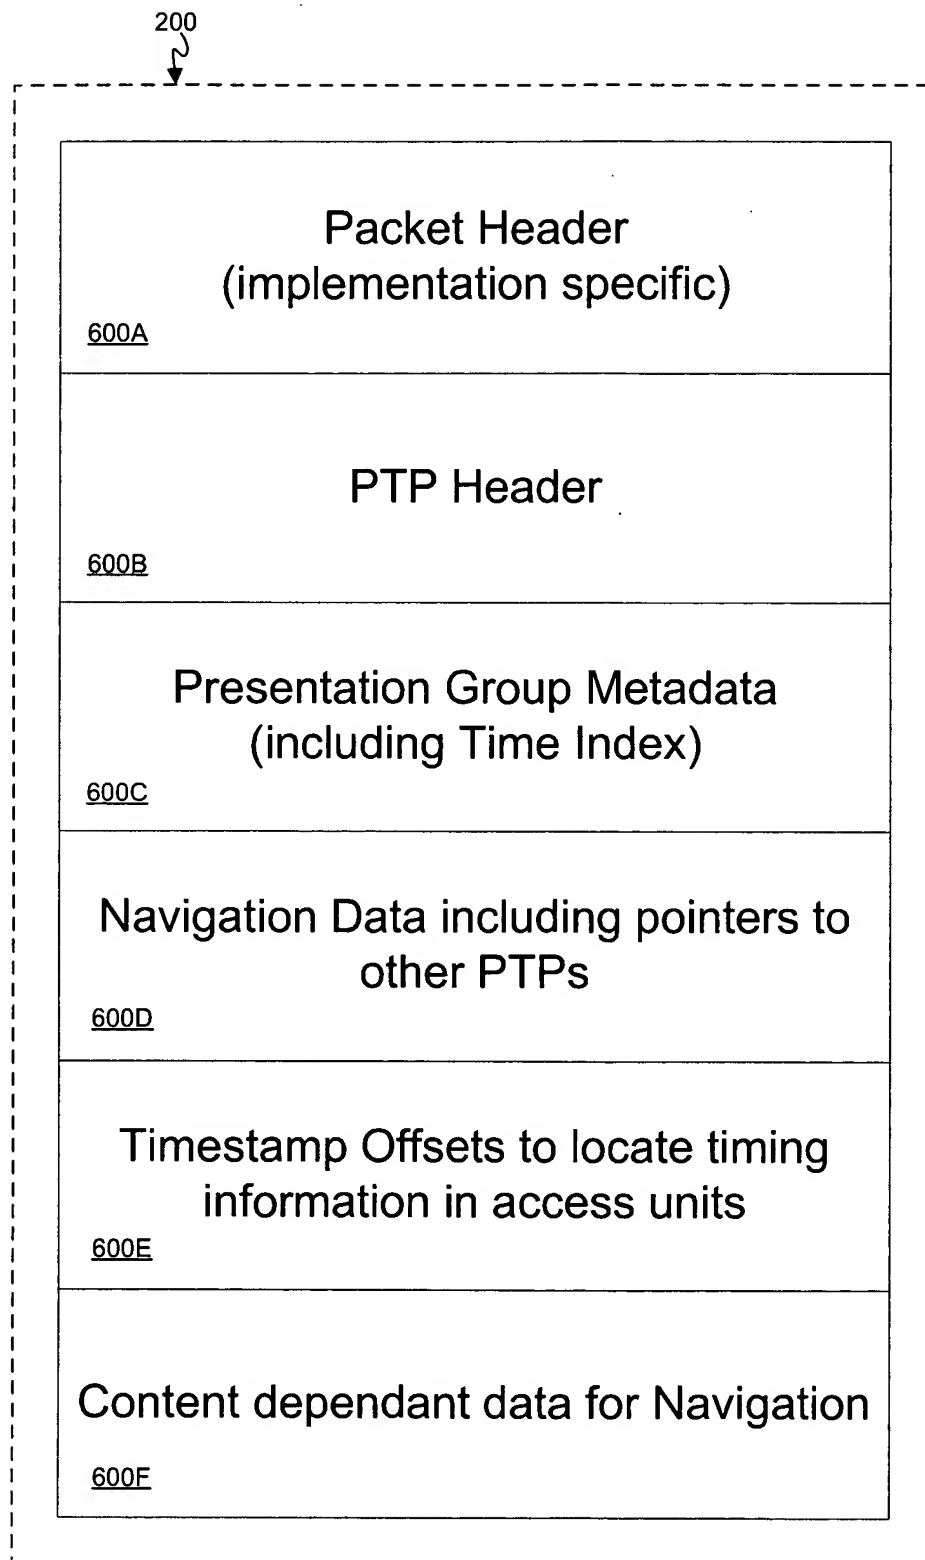 200
Packet Header
(implementation specific)
600A
PTP Header
600B
Presentation Group Metadata
(including Time Index)
600C
Navigation Data including pointers to
other PTPs
600D
Timestamp Offsets to locate timing
information in access units
600E
Content dependant data for Navigation
600F